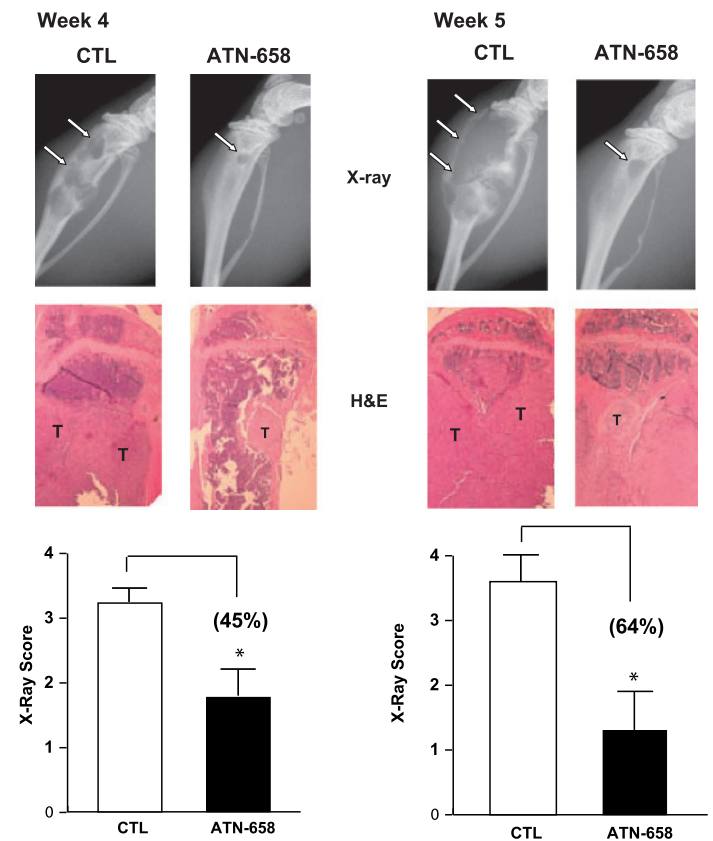 Week 4
Week 5
CTL
ATN-658
CTL
ATN-658
X-ray
T
T
T
H&E
T
T
T
4
3
2
1
0
X-Ray Score
(45%)
*
CTL
ATN-658
4
3
2
1
0
X-Ray Score
(64%)
*
CTL
ATN-658